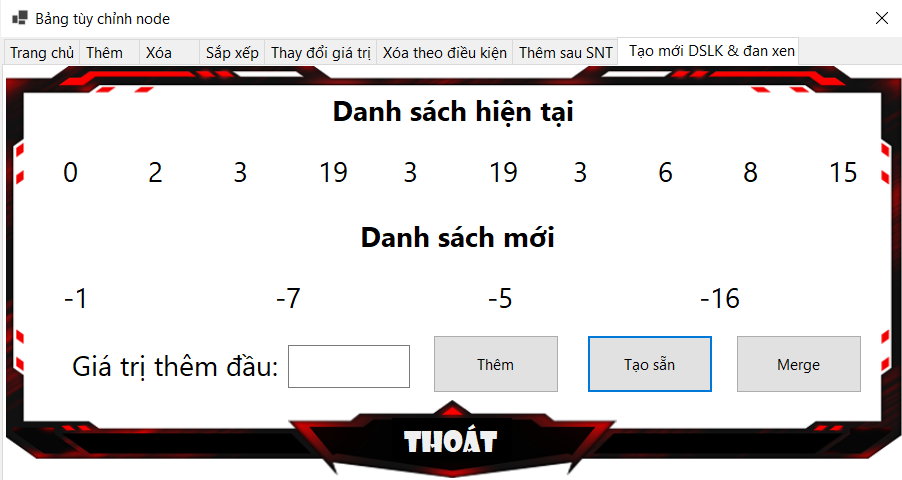 Bảng tùy chỉnh node
Trang chủ Thêm Xóa Sắp xếp Thay đổi giá trị Xóa theo điều kiện Thêm sau SNT Tạo mới DSLK & đan xen
Danh sách hiện tại
0 2 3 19 3 19 3 6 8 15
Danh sách mới
-1 -7 -5 -16
Giá trị thêm đầu: Thêm Tạo sẵn Merge
THOÁT